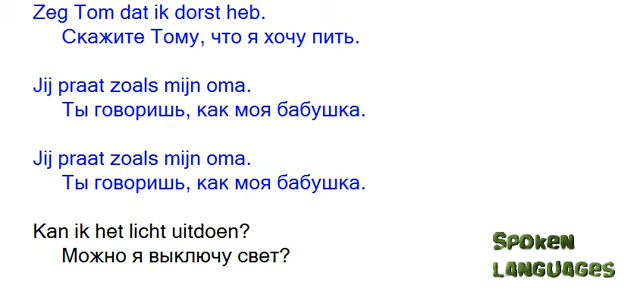 Zeg Tom dat ik dorst heb.
Скажите Тому, что я хочу пить.
Jij praat zoals mijn oma.
Ты говоришь, как моя бабушка.
Jij praat zoals mijn oma.
Ты говоришь, как моя бабушка.
Kan ik het licht uitdoen?
Можно я выключу свет?
Spoken
Languages